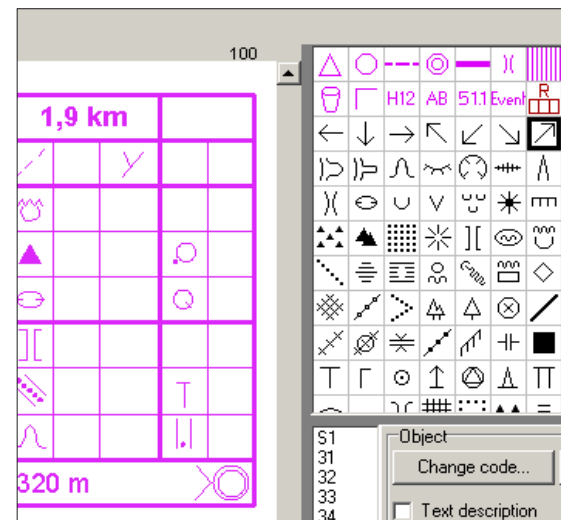 100
1,9 km
H12 AB 51.1 Event
R
320 m
S1
31
32
33
34
Object
Change code...
Text description